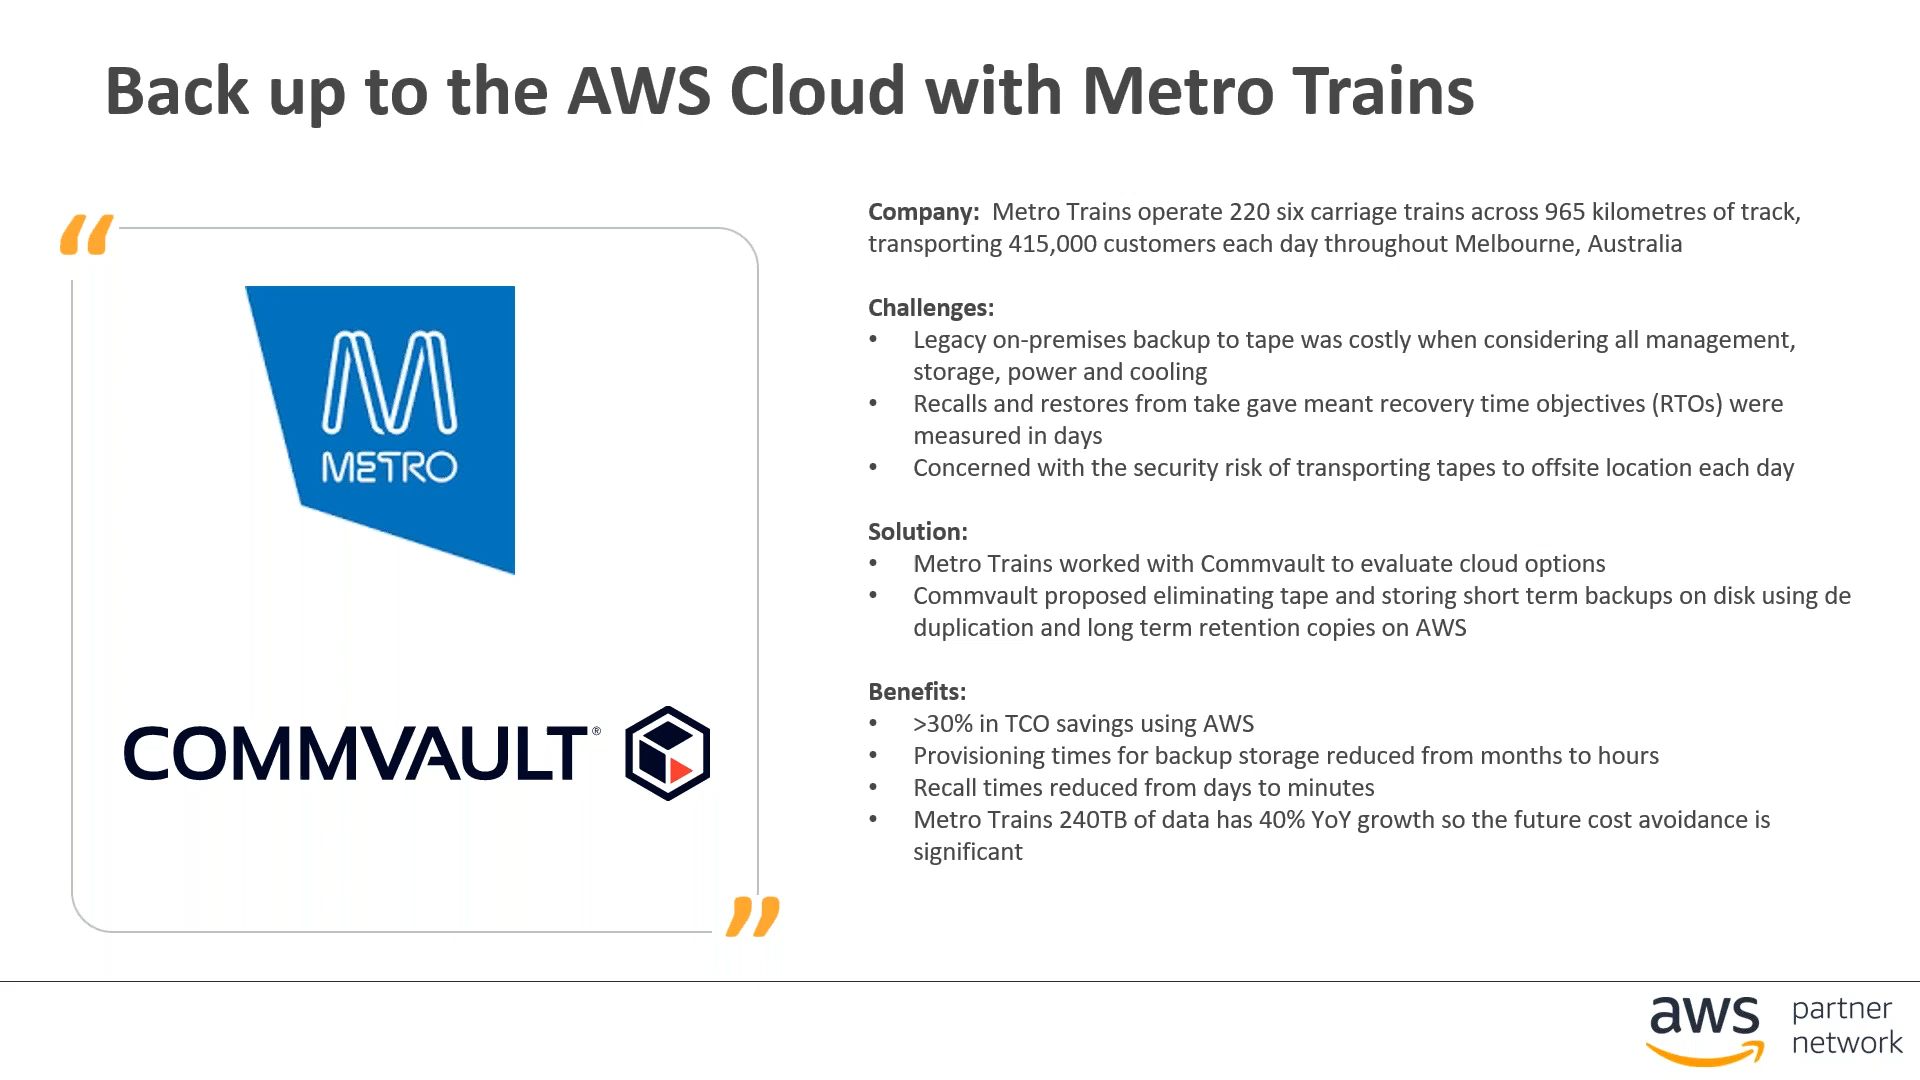 Back up to the AWS Cloud with Metro Trains
“
METRO
COMMVAULT®
”
Company: Metro Trains operate 220 six carriage trains across 965 kilometres of track,
transporting 415,000 customers each day throughout Melbourne, Australia
Challenges:
• Legacy on-premises backup to tape was costly when considering all management,
storage, power and cooling
• Recalls and restores from take gave meant recovery time objectives (RTOs) were
measured in days
• Concerned with the security risk of transporting tapes to offsite location each day
Solution:
• Metro Trains worked with Commvault to evaluate cloud options
• Commvault proposed eliminating tape and storing short term backups on disk using de
duplication and long term retention copies on AWS
Benefits:
• >30% in TCO savings using AWS
• Provisioning times for backup storage reduced from months to hours
• Recall times reduced from days to minutes
• Metro Trains 240TB of data has 40% YoY growth so the future cost avoidance is
significant
aws partner
network